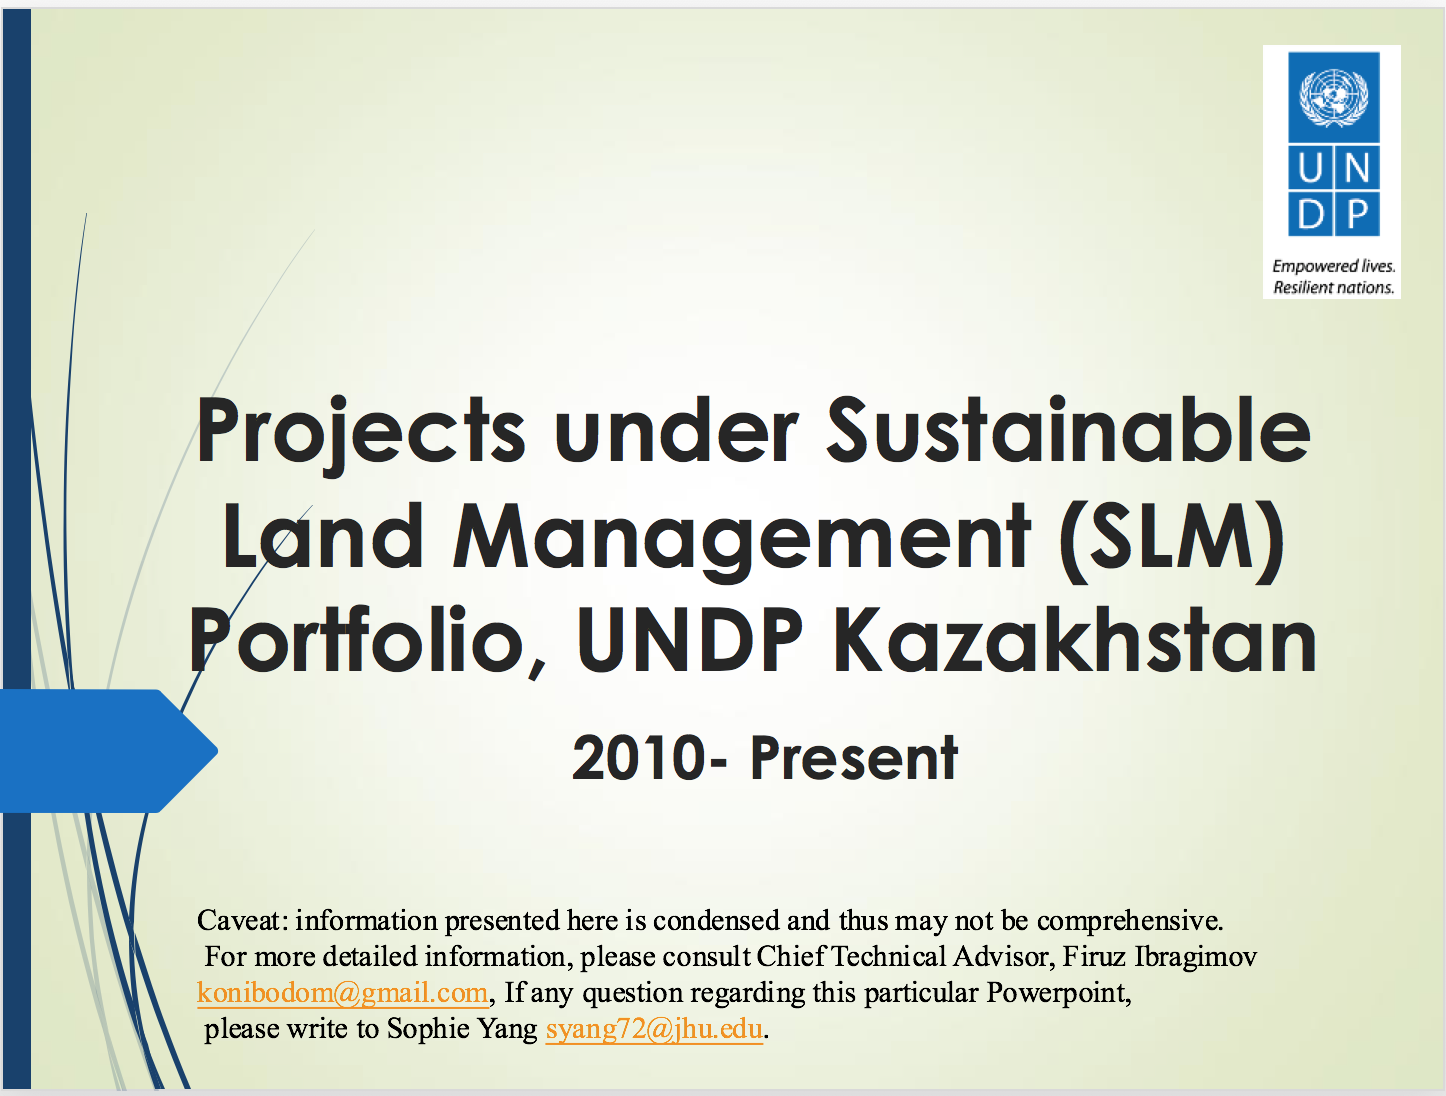 UN
DP
Empowered lives.
Resilient nations.
Projects under Sustainable
Land Management (SLM)
Portfolio, UNDP Kazakhstan
2010- Present
Caveat: information presented here is condensed and thus may not be comprehensive.
For more detailed information, please consult Chief Technical Advisor, Firuz Ibragimov
konibodom@gmail.com, If any question regarding this particular Powerpoint,
please write to Sophie Yang syang72@jhu.edu.